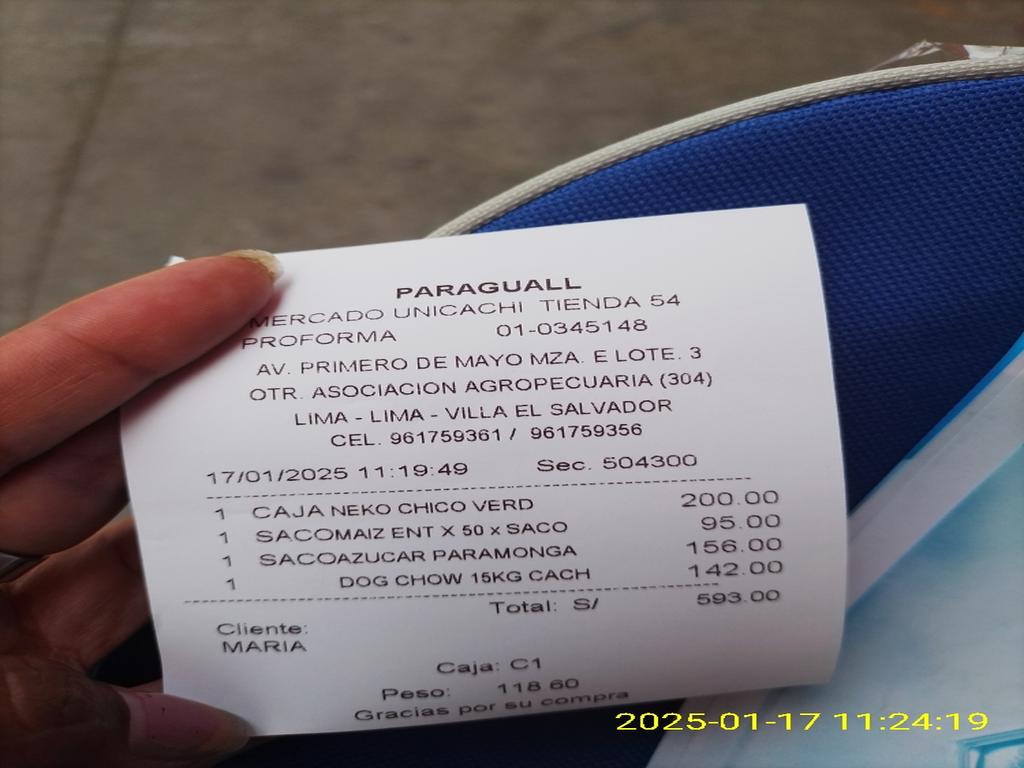 PARAGUALL
MERCADO UNICACHI TIENDA 54
PROFORMA 01-0345148
AV. PRIMERO DE MAYO MZA. E LOTE. 3
OTR. ASOCIACION AGROPECUARIA (304)
LIMA - LIMA - VILLA EL SALVADOR
CEL. 961759361 / 961759356
17/01/2025 11:19:49 Sec. 504300
1 CAJA NEKO CHICO VERD 200.00
1 SACOMAIZ ENT X 50 x SACO 95.00
1 SACOAZUCAR PARAMONGA 156.00
1 DOG CHOW 15KG CACH 142.00
Total: S/ 593.00
Cliente:
MARIA
Caja: C1
Peso: 118.60
Gracias por su compra
2025-01-17 11:24:19